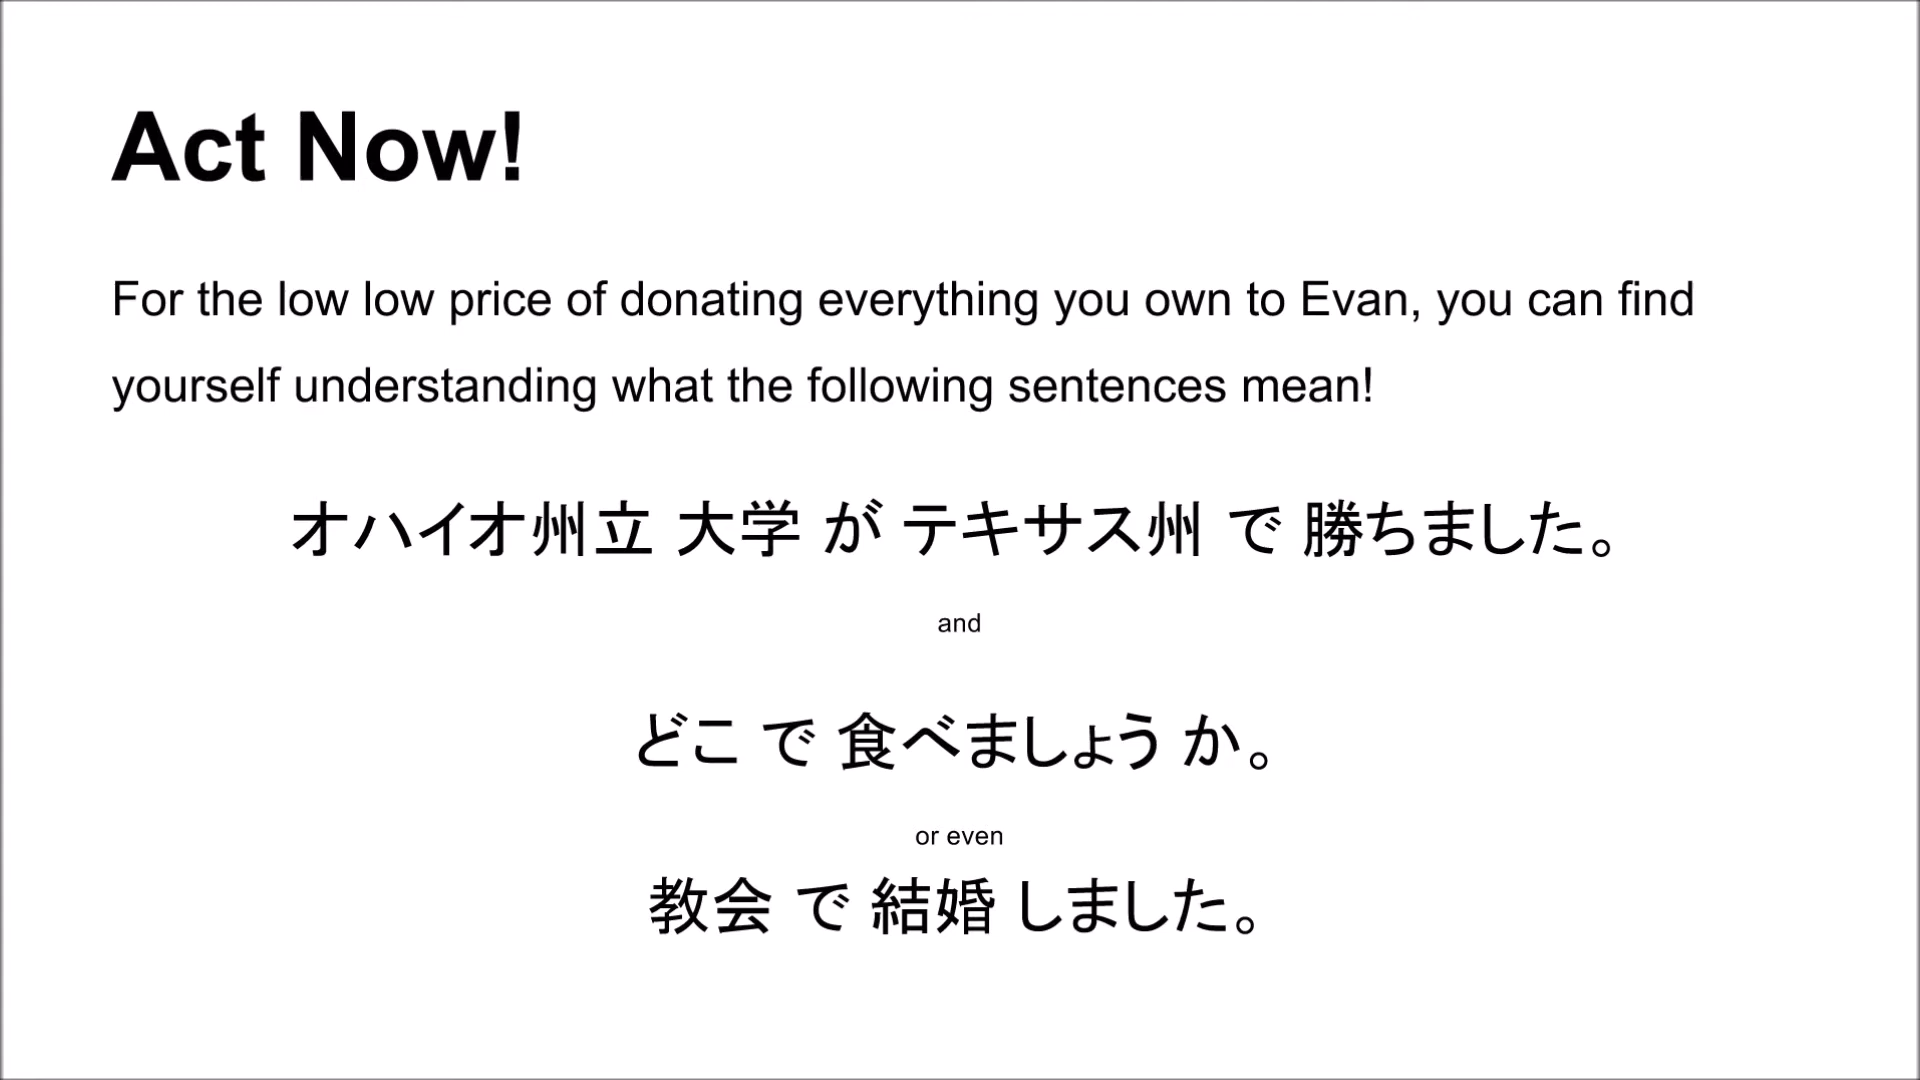 Act Now!
For the low low price of donating everything you own to Evan, you can find
yourself understanding what the following sentences mean!
オハイオ州立 大学 が テキサス州 で 勝ちました。
and
どこ で 食べましょう か。
or even
教会 で 結婚 しました。